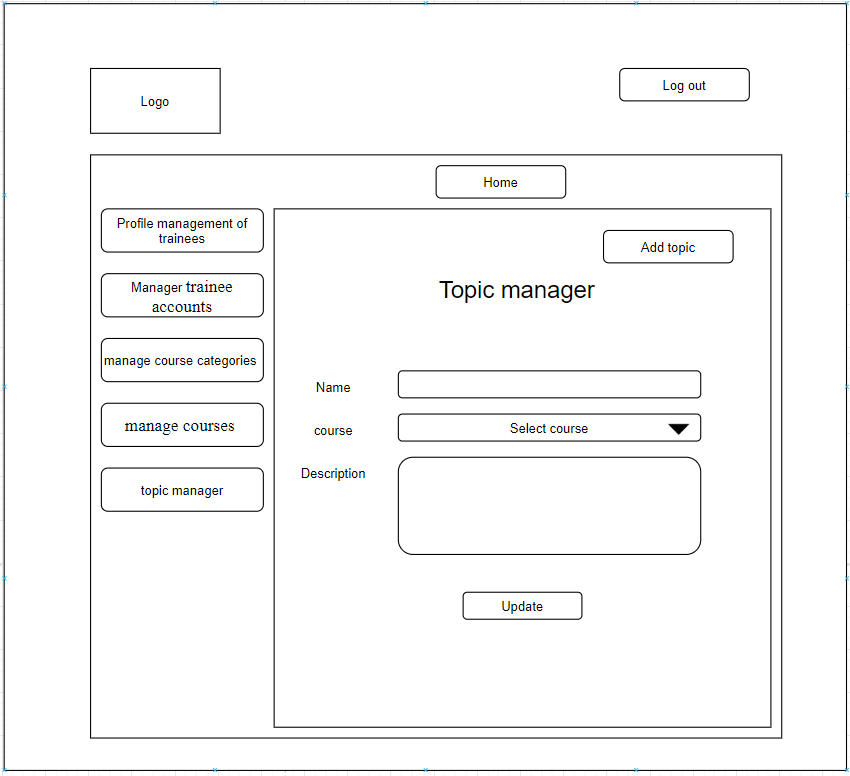 Logo
Log out
Home
Profile management of
trainees
Manager trainee
accounts
manage course categories
manage courses
topic manager
Add topic
Topic manager
Name
course
Select course
Description
Update